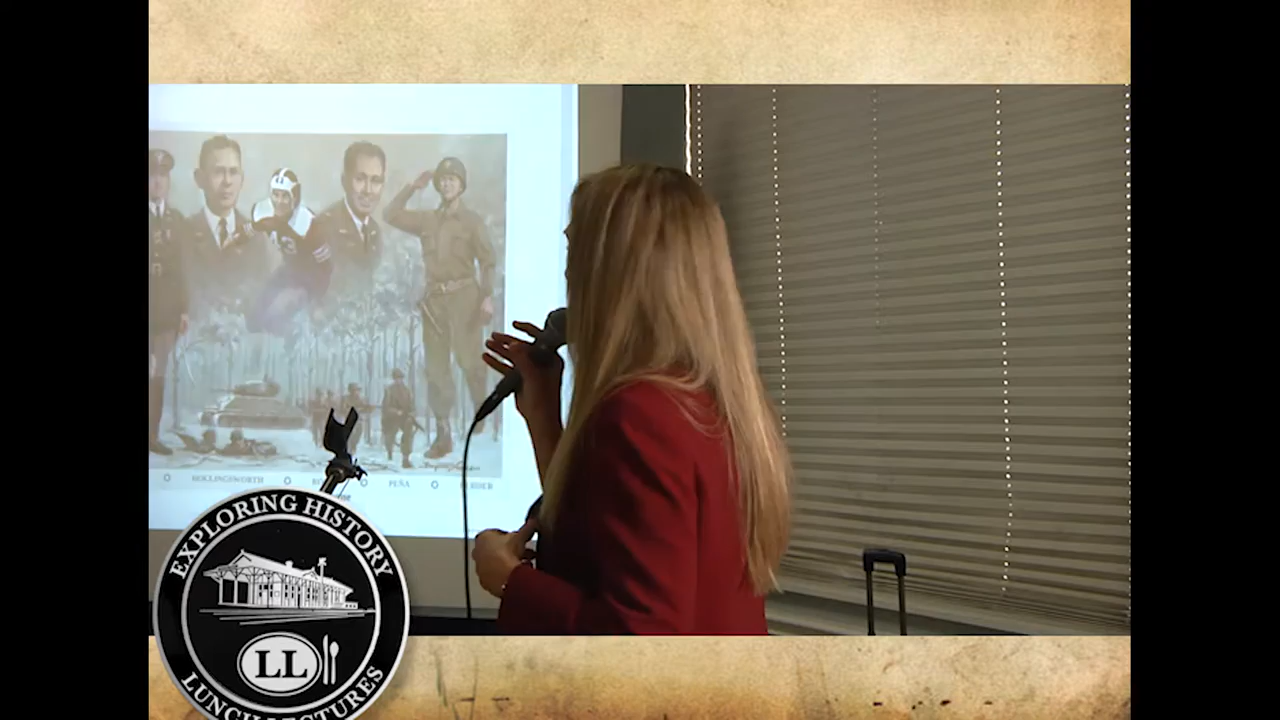 HOLLINGSWORTH PEÑA
EXPLORING HISTORY
LL
LUNCH LECTURES